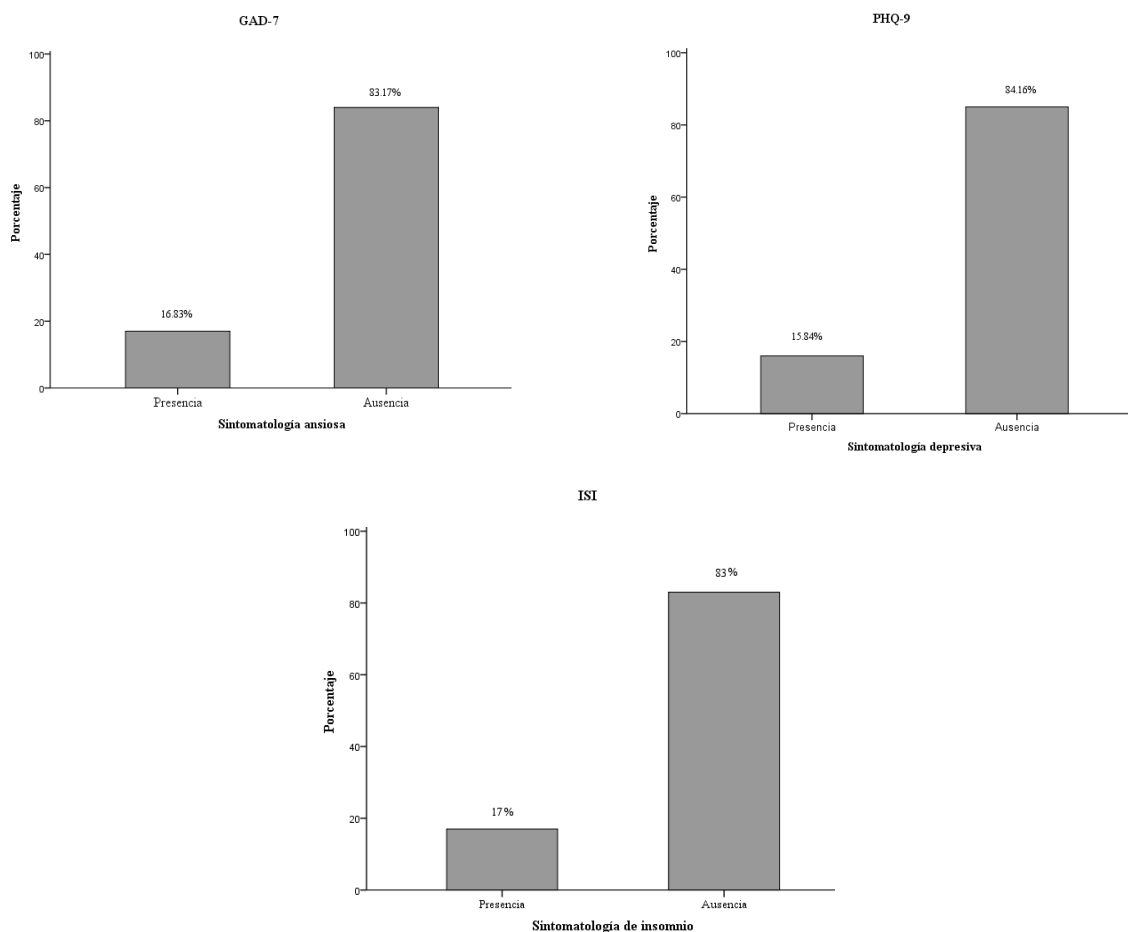 GAD-7
100
80
60
40
20
0
Porcentaje
16.83%
83.17%
Presencia
Ausencia
Sintomatología ansiosa
PHQ-9
100
80
60
40
20
0
Porcentaje
15.84%
84.16%
Presencia
Ausencia
Sintomatología depresiva
ISI
100
80
60
40
20
0
Porcentaje
17%
83%
Presencia
Ausencia
Sintomatología de insomnio